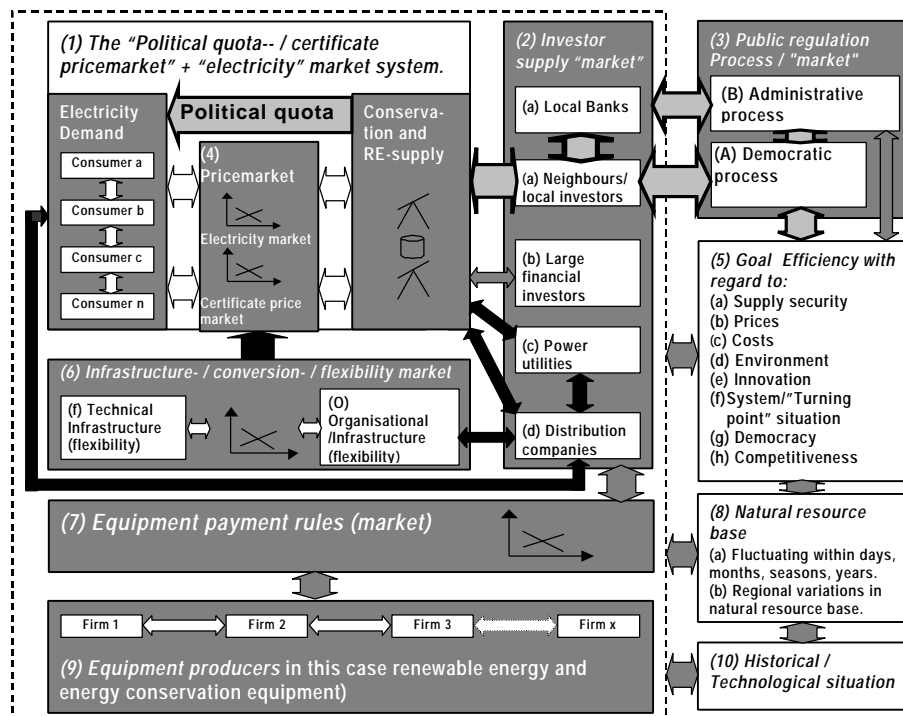 (1) The "Political quota-- / certificate
pricemarket" + "electricity" market system.
Electricity
Demand
Consumer a
Consumer b
Consumer c
Consumer n
Political quota
(4)
Pricemarket
Electricity market
Certificate price
market
Conserva-
tion and
RE-supply
(2) Investor
supply "market"
(a) Local Banks
(a) Neighbours/
local investors
(b) Large
financial
investors
(c) Power
utilities
(d) Distribution
companies
(3) Public regulation
Process / "market"
(B) Administrative
process
(A) Democratic
process
(5) Goal Efficiency with
regard to:
(a) Supply security
(b) Prices
(c) Costs
(d) Environment
(e) Innovation
(f)System/"Turning
point" situation
(g) Democracy
(h) Competitiveness
(6) Infrastructure- / conversion- / flexibility market
(f) Technical
Infrastructure
(flexibility)
(O)
Organisational
/Infrastructure
(flexibility)
(7) Equipment payment rules (market)
(8) Natural resource
base
(a) Fluctuating within days,
months, seasons, years.
(b) Regional variations in
natural resource base.
Firm 1
Firm 2
Firm 3
Firm x
(9) Equipment producers in this case renewable energy and
energy conservation equipment)
(10) Historical /
Technological situation